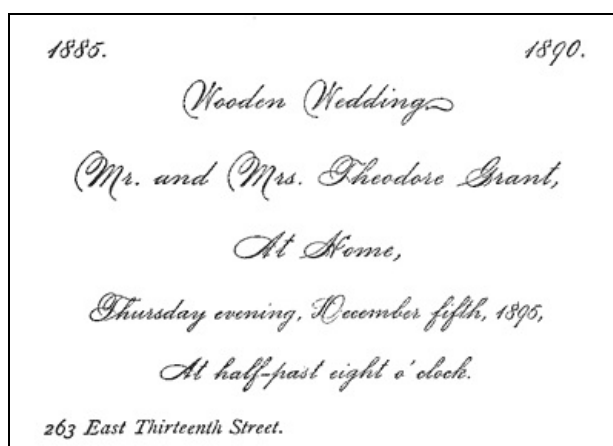 1885. 1890.
Wooden Wedding
Mr. and Mrs. Theodore Grant,
At Home,
Thursday evening, December fifth, 1895,
At half-past eight o'clock.
263 East Thirteenth Street.